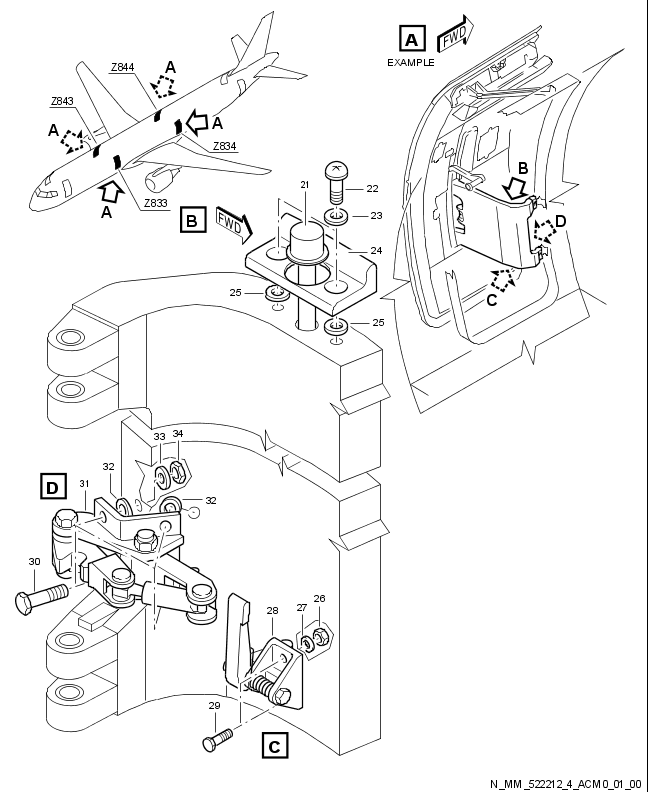 A
FWD
EXAMPLE
Z844
A
Z843
A
A
Z834
Z833
A
B
FWD
B
D
C
21
22
23
24
25
25
33
34
32
32
D
31
30
26
27
28
29
C
N_MM_522212_4_ACM0_01_00